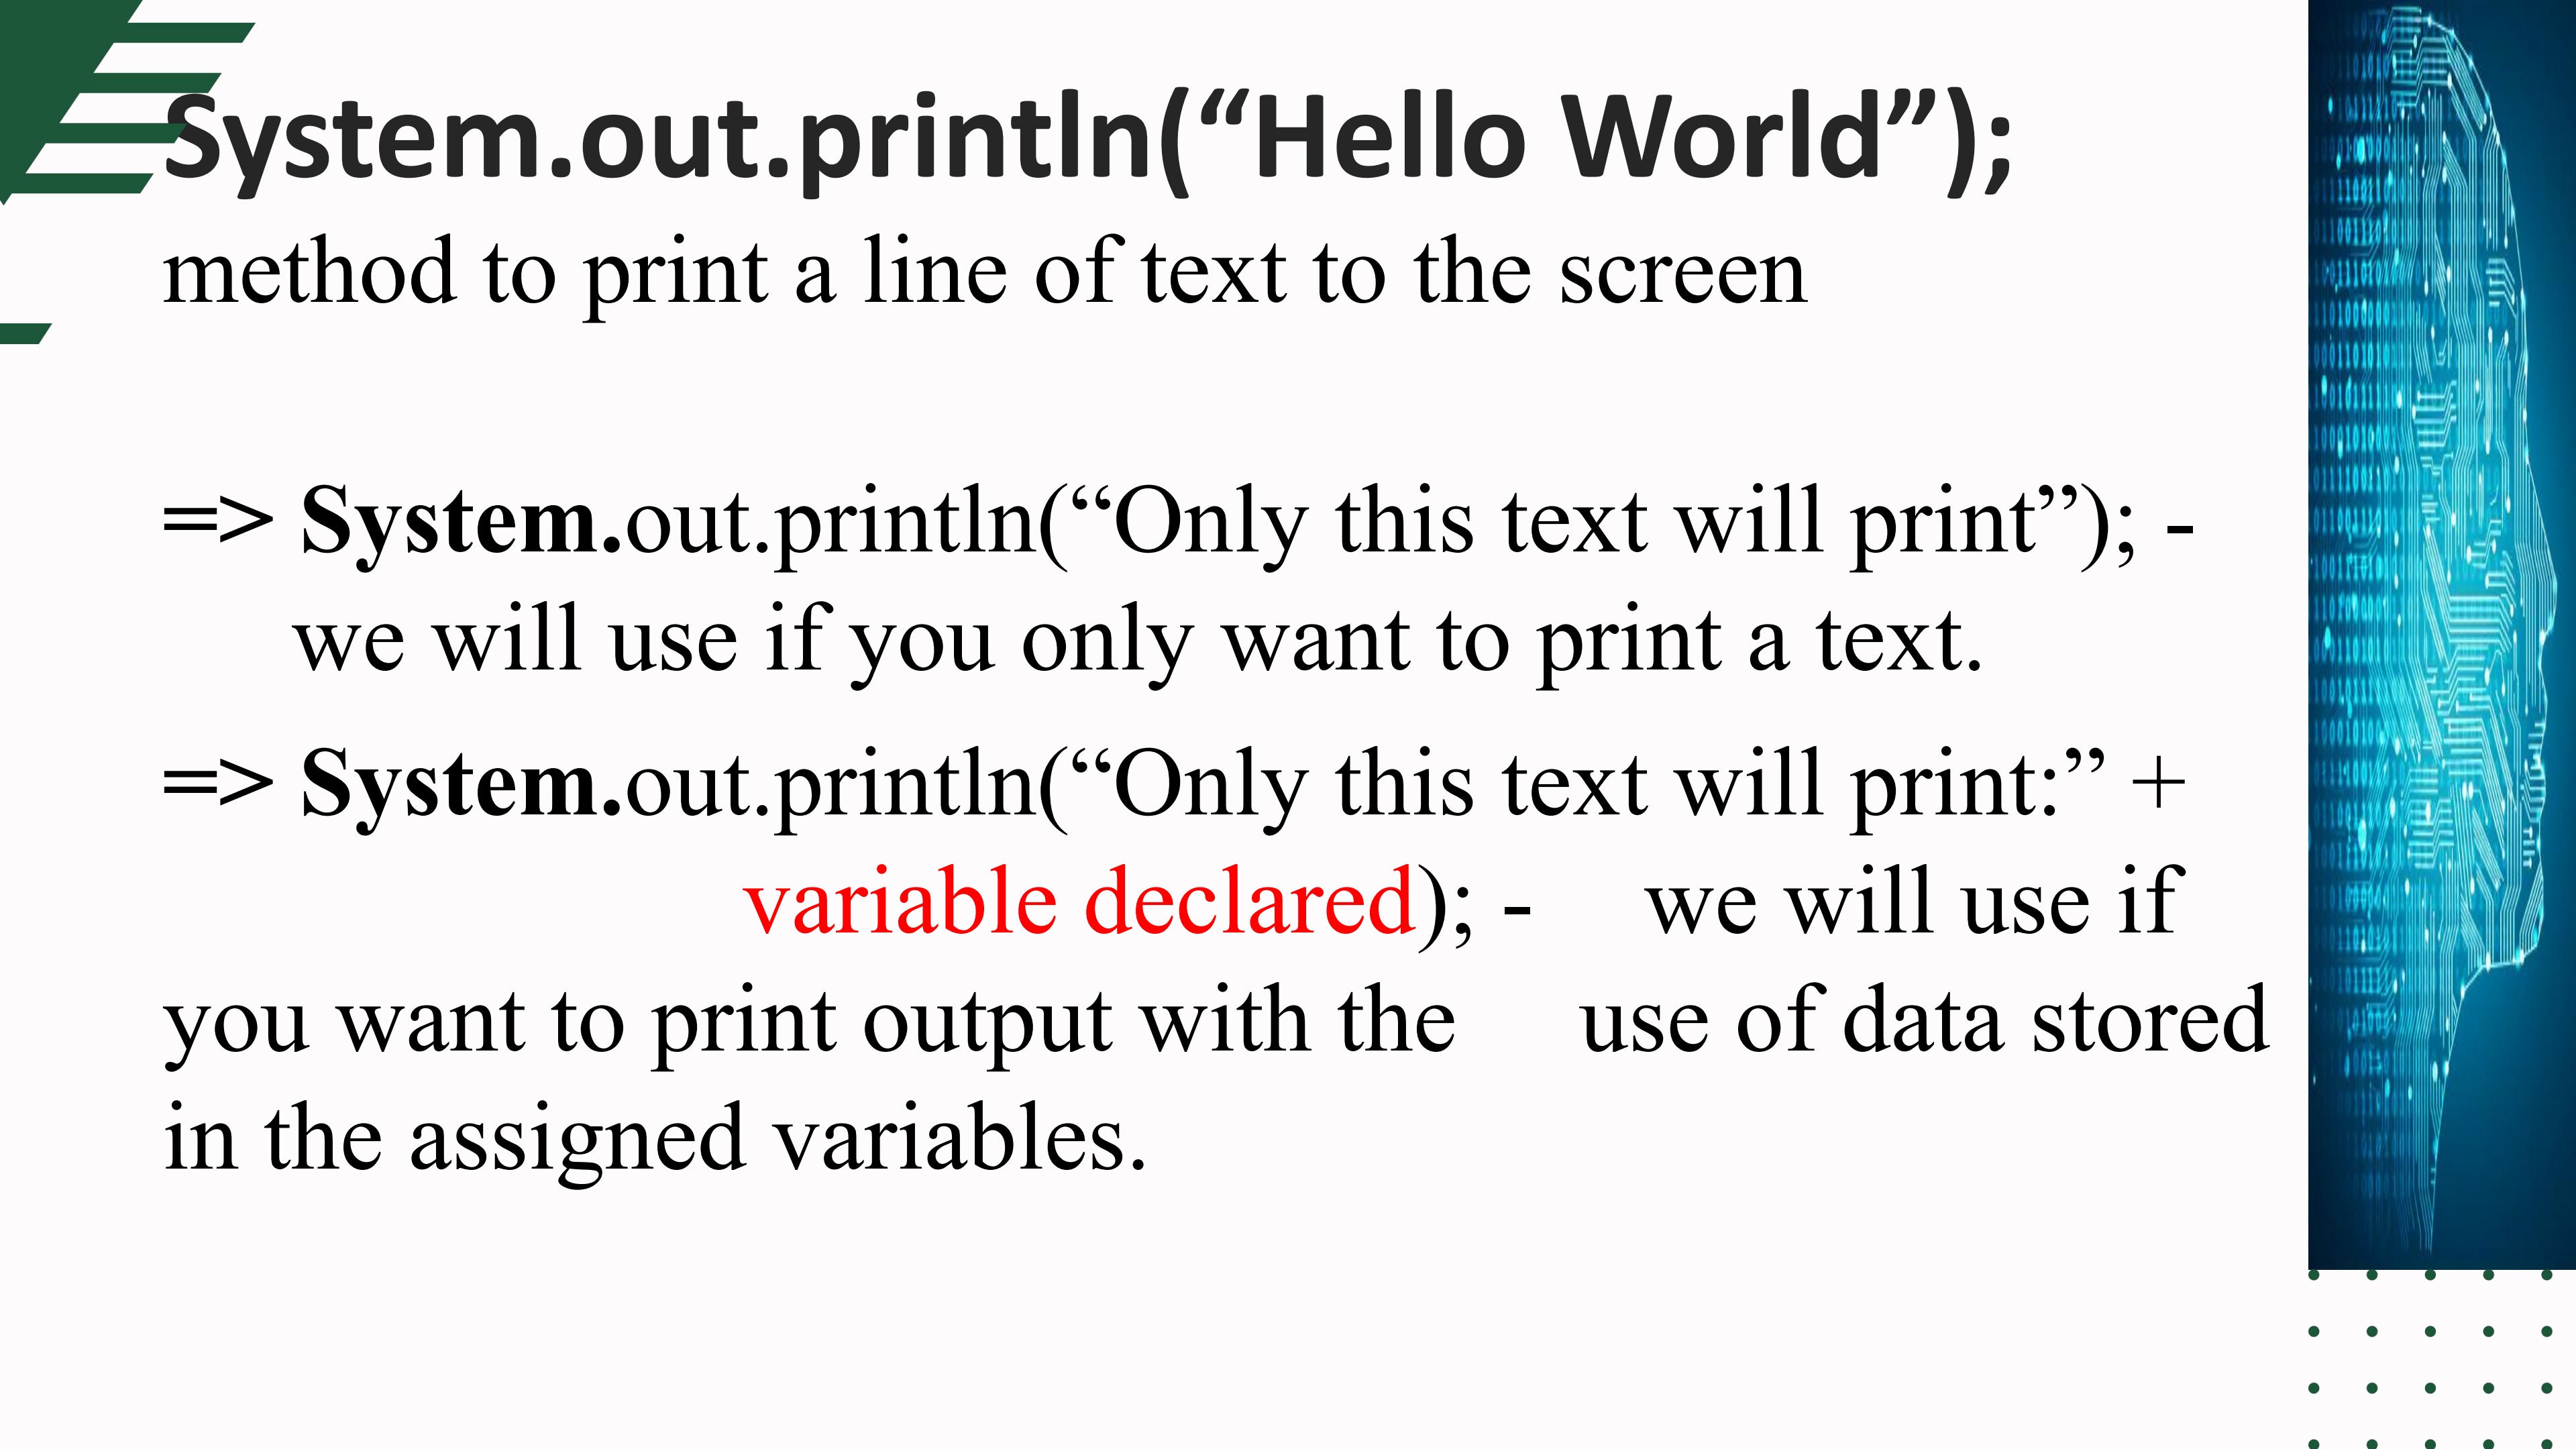 System.out.println(“Hello World”);
method to print a line of text to the screen
=> System.out.println(“Only this text will print”); -
we will use if you only want to print a text.
=> System.out.println(“Only this text will print:” +
variable declared); - we will use if
you want to print output with the use of data stored
in the assigned variables.